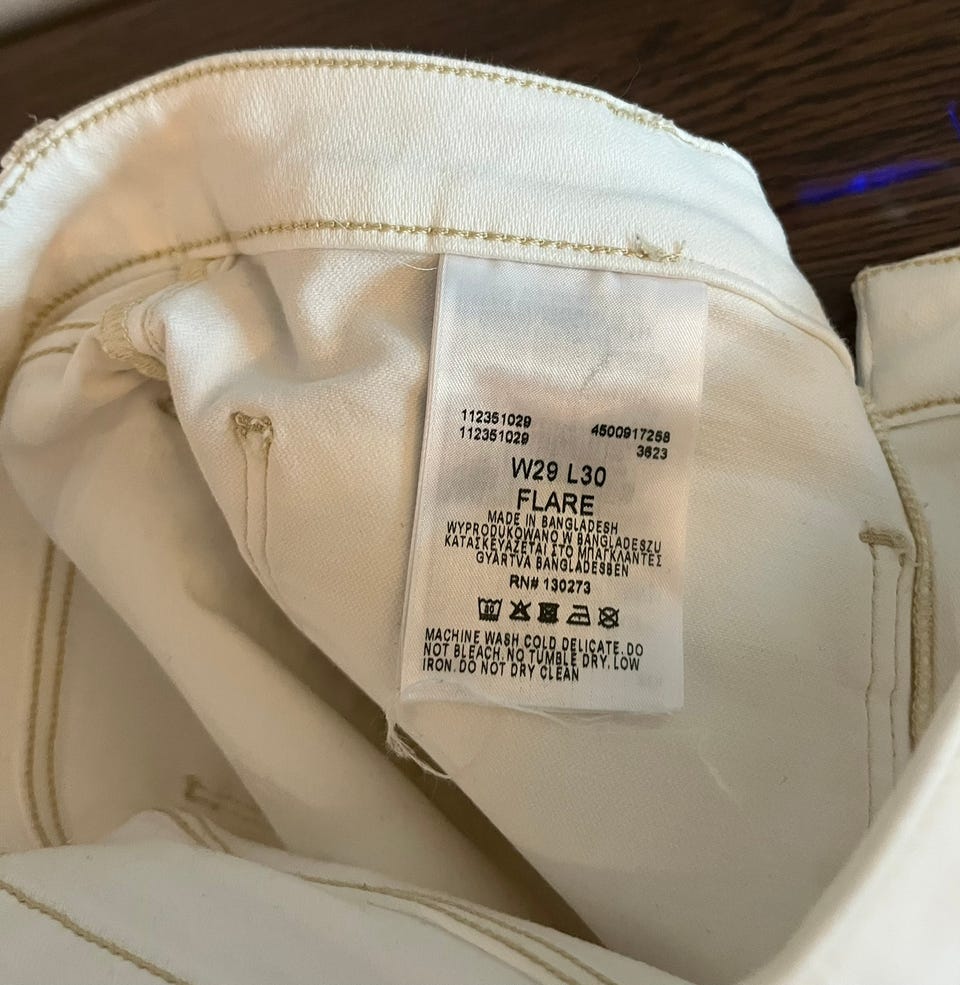 112351029
112351029
4500917258
3623
W29 L30
FLARE
MADE IN BANGLADESH
WYPRODUKOWANO W BANGLADESZU
ΚΑΤΑΣΚΕΥΑΖΕΤΑΙ ΣΤΟ ΜΠΑΓΚΛΑΝΤΕΣ
GYÁRTVA BANGLADESBEN
RN# 130273
30
MACHINE WASH COLD DELICATE. DO
NOT BLEACH. NO TUMBLE DRY. LOW
IRON. DO NOT DRY CLEAN